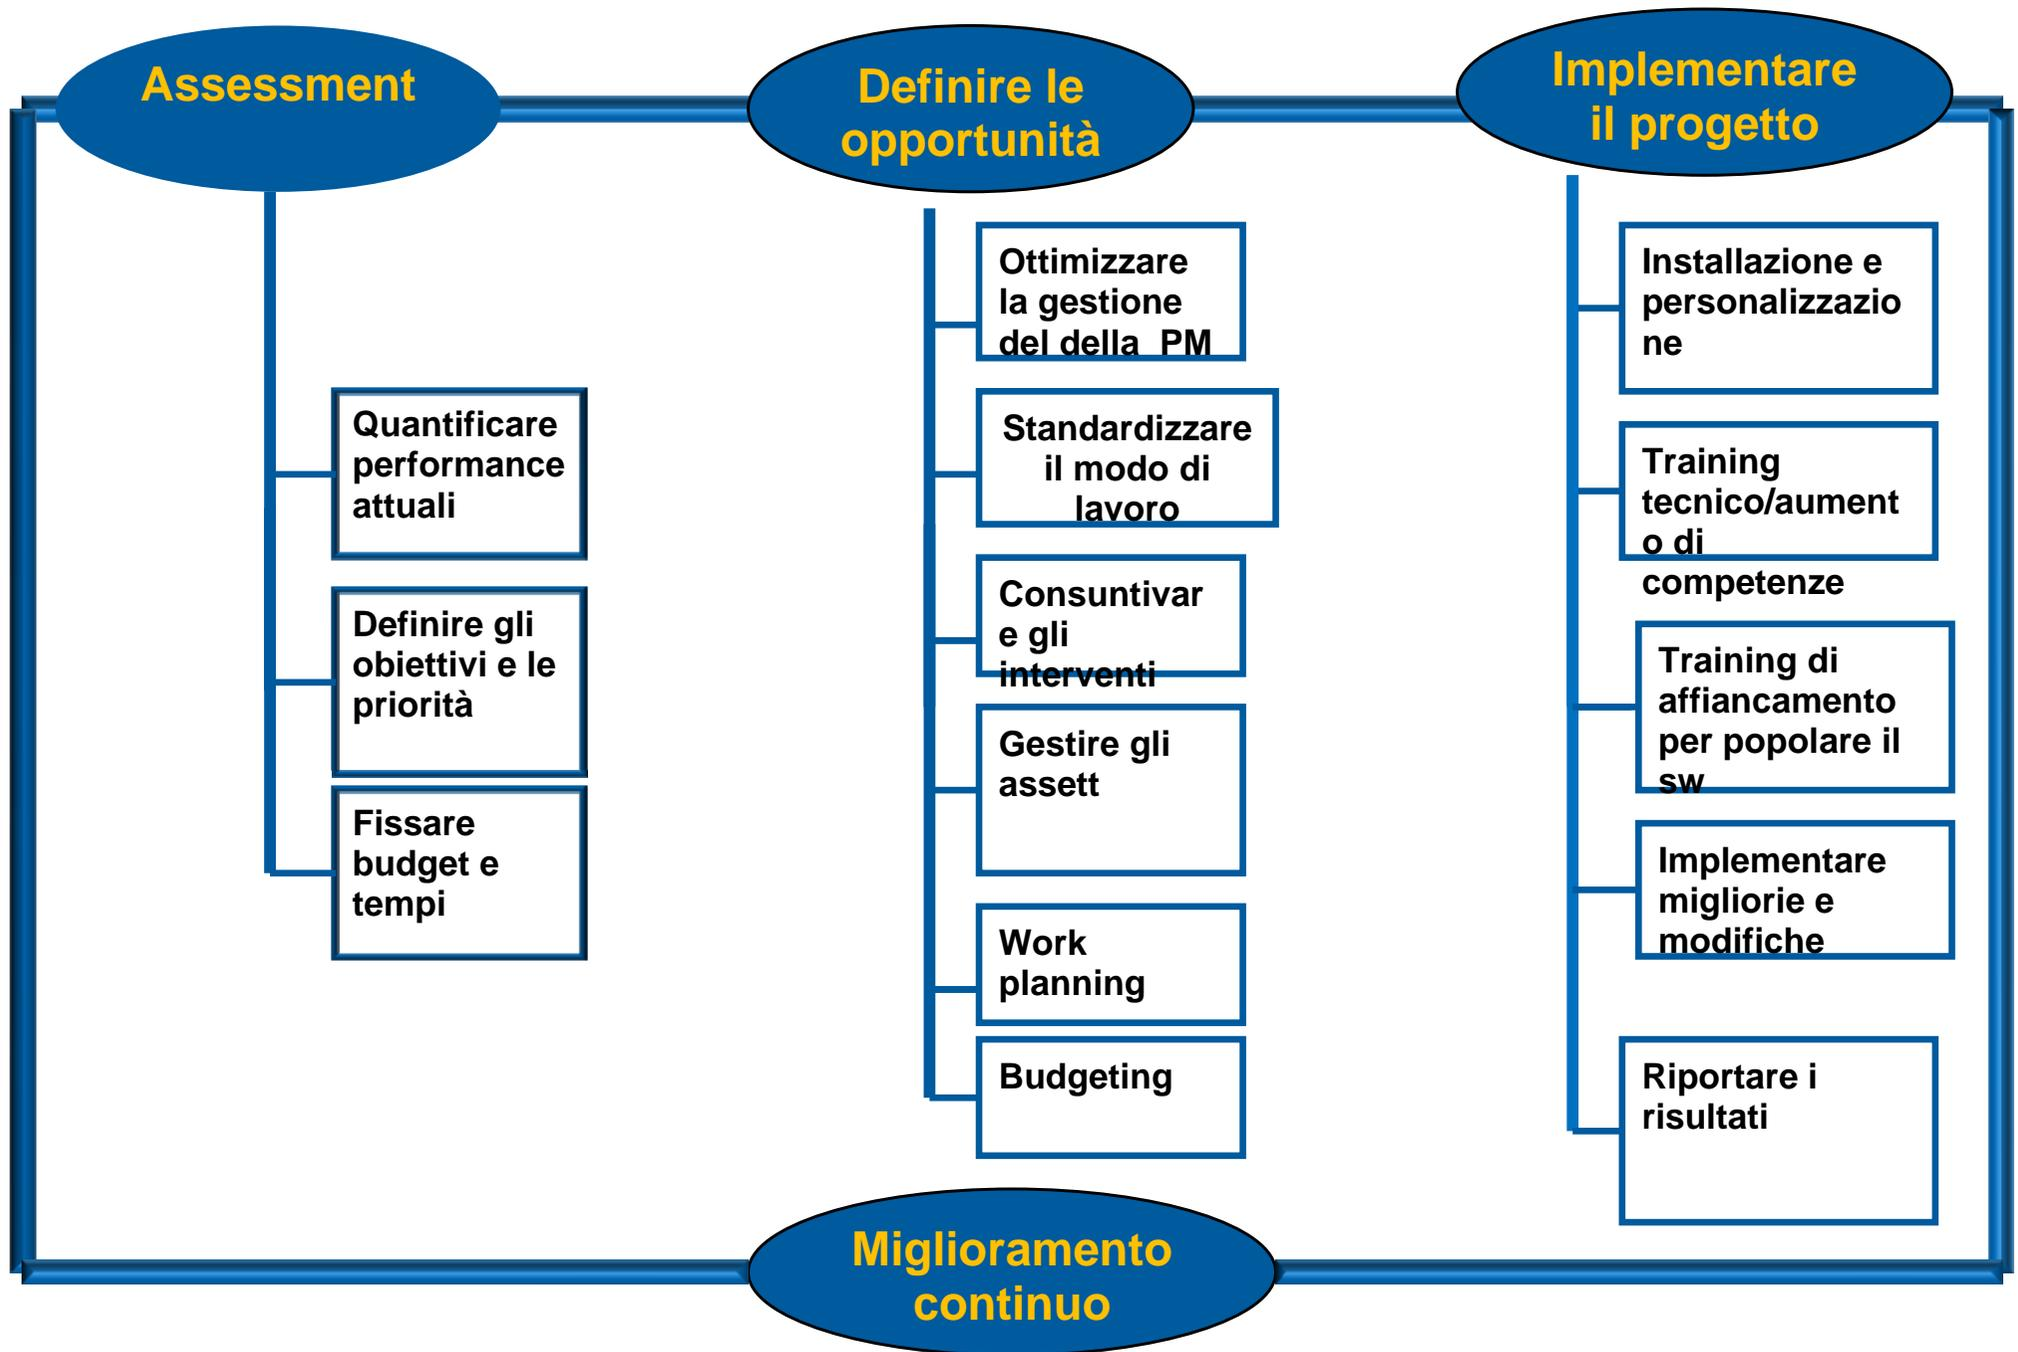 Assessment
Quantificare
performance
attuali
Definire gli
obiettivi e le
priorità
Fissare
budget e
tempi
Definire le
opportunità
Ottimizzare
la gestione
del della  PM
Standardizzare
il modo di
lavoro
Consuntivar
e gli
interventi
Gestire gli
assett
Work
planning
Budgeting
Implementare
il progetto
Installazione e
personalizzazio
ne
Training
tecnico/aument
o di
competenze
Training di
affiancamento
per popolare il
sw
Implementare
migliorie e
modifiche
Riportare i
risultati
Miglioramento
continuo